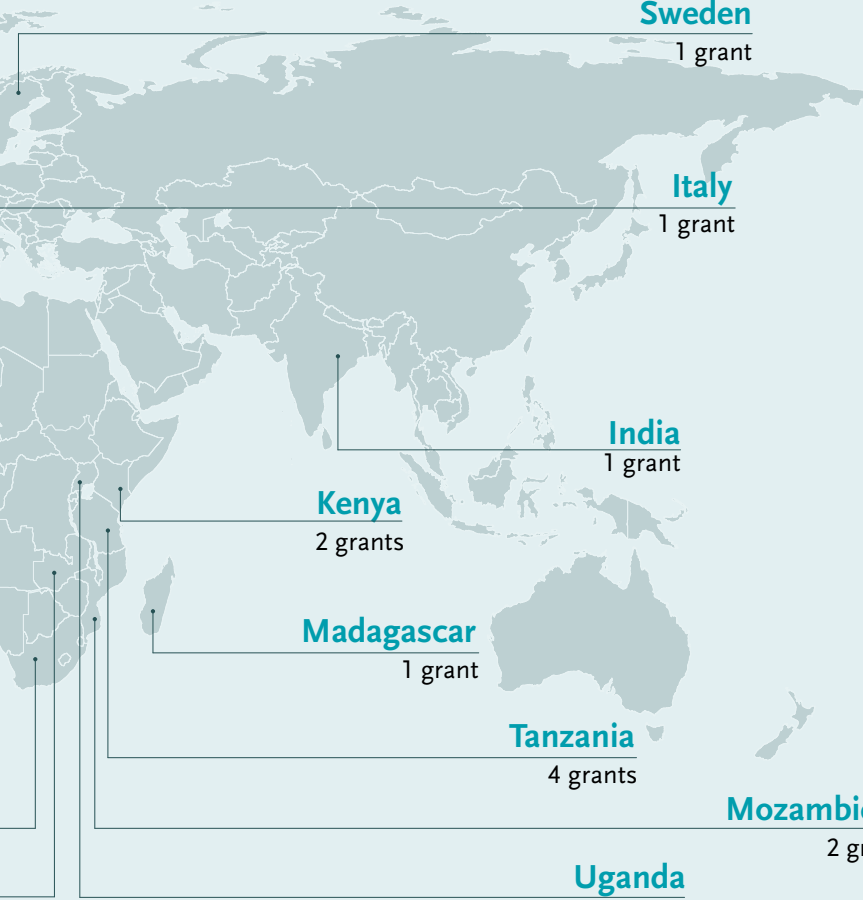 Sweden
1 grant
Italy
1 grant
India
1 grant
Kenya
2 grants
Madagascar
1 grant
Tanzania
4 grants
2
Uganda